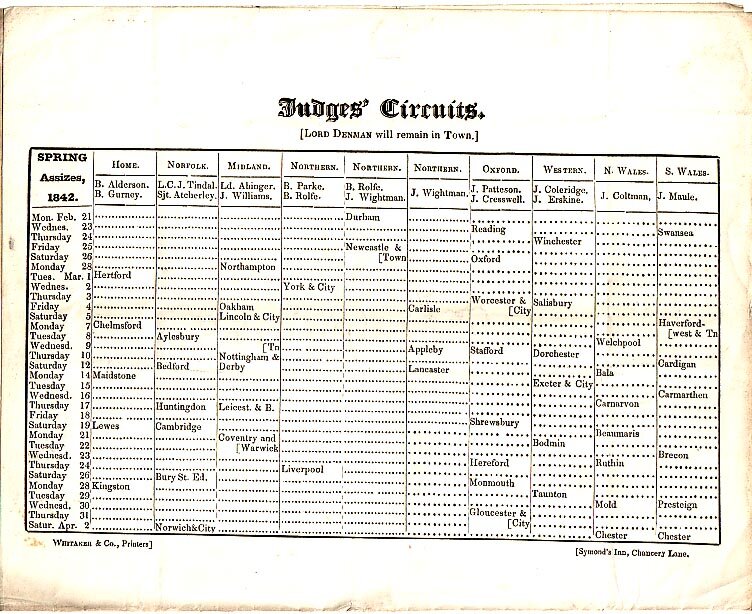 Judges' Circuits.
[LORD DENMAN will remain in Town.]
SPRING Assizes, 1842. HOME. NORFOLK. MIDLAND. NORTHERN. NORTHERN. NORTHERN. OXFORD. WESTERN. N. WALES. S. WALES.
B. Alderson. L.C.J. Tindal. Ld. Abinger. B. Parke. B. Rolfe. J. Wightman. J. Patteson. J. Coleridge. J. Coltman, J. Maule.
B. Gurney. Sjt. Atcherley. J. Williams. B. Rolfe. J. Wightman. J. Cresswell. J. Erskine.
Mon. Feb. 21 Durham
Wednes. 23 Reading Swansea
Thursday 24 Winchester
Friday 25 Newcastle &
Saturday 26 [Town Oxford
Monday 28 Northampton
Tues. Mar. 1 Hertford
Wednes. 2 York & City
Thursday 3 Worcester & Salisbury
Friday 4 Oakham Carlisle [City
Saturday 5 Lincoln & City Haverford-
Monday 7 Chelmsford [west & Tn
Tuesday 8 Aylesbury Welchpool
Wednesd. 9 [Tn Appleby Stafford Dorchester
Thursday 10 Nottingham & Cardigan
Saturday 12 Bedford Derby Lancaster Bala
Monday 14 Maidstone Exeter & City
Tuesday 15 Carmarthen
Wednesd. 16 Carnarvon
Thursday 17 Huntingdon Leicest. & B.
Friday 18 Shrewsbury
Saturday 19 Lewes Cambridge Beaumaris
Monday 21 Coventry and Bodmin
Tuesday 22 [Warwick Brecon
Wednesd. 23 Hereford Ruthin
Thursday 24 Liverpool
Saturday 26 Bury St. Ed. Monmouth
Monday 28 Kingston Taunton
Tuesday 29 Mold Presteign
Wednesd. 30 Gloucester &
Thursday 31 [City
Satur. Apr. 2 Norwich & City Chester Chester
WHITAKER & Co., Printers] [Symond's Inn, Chancery Lane.